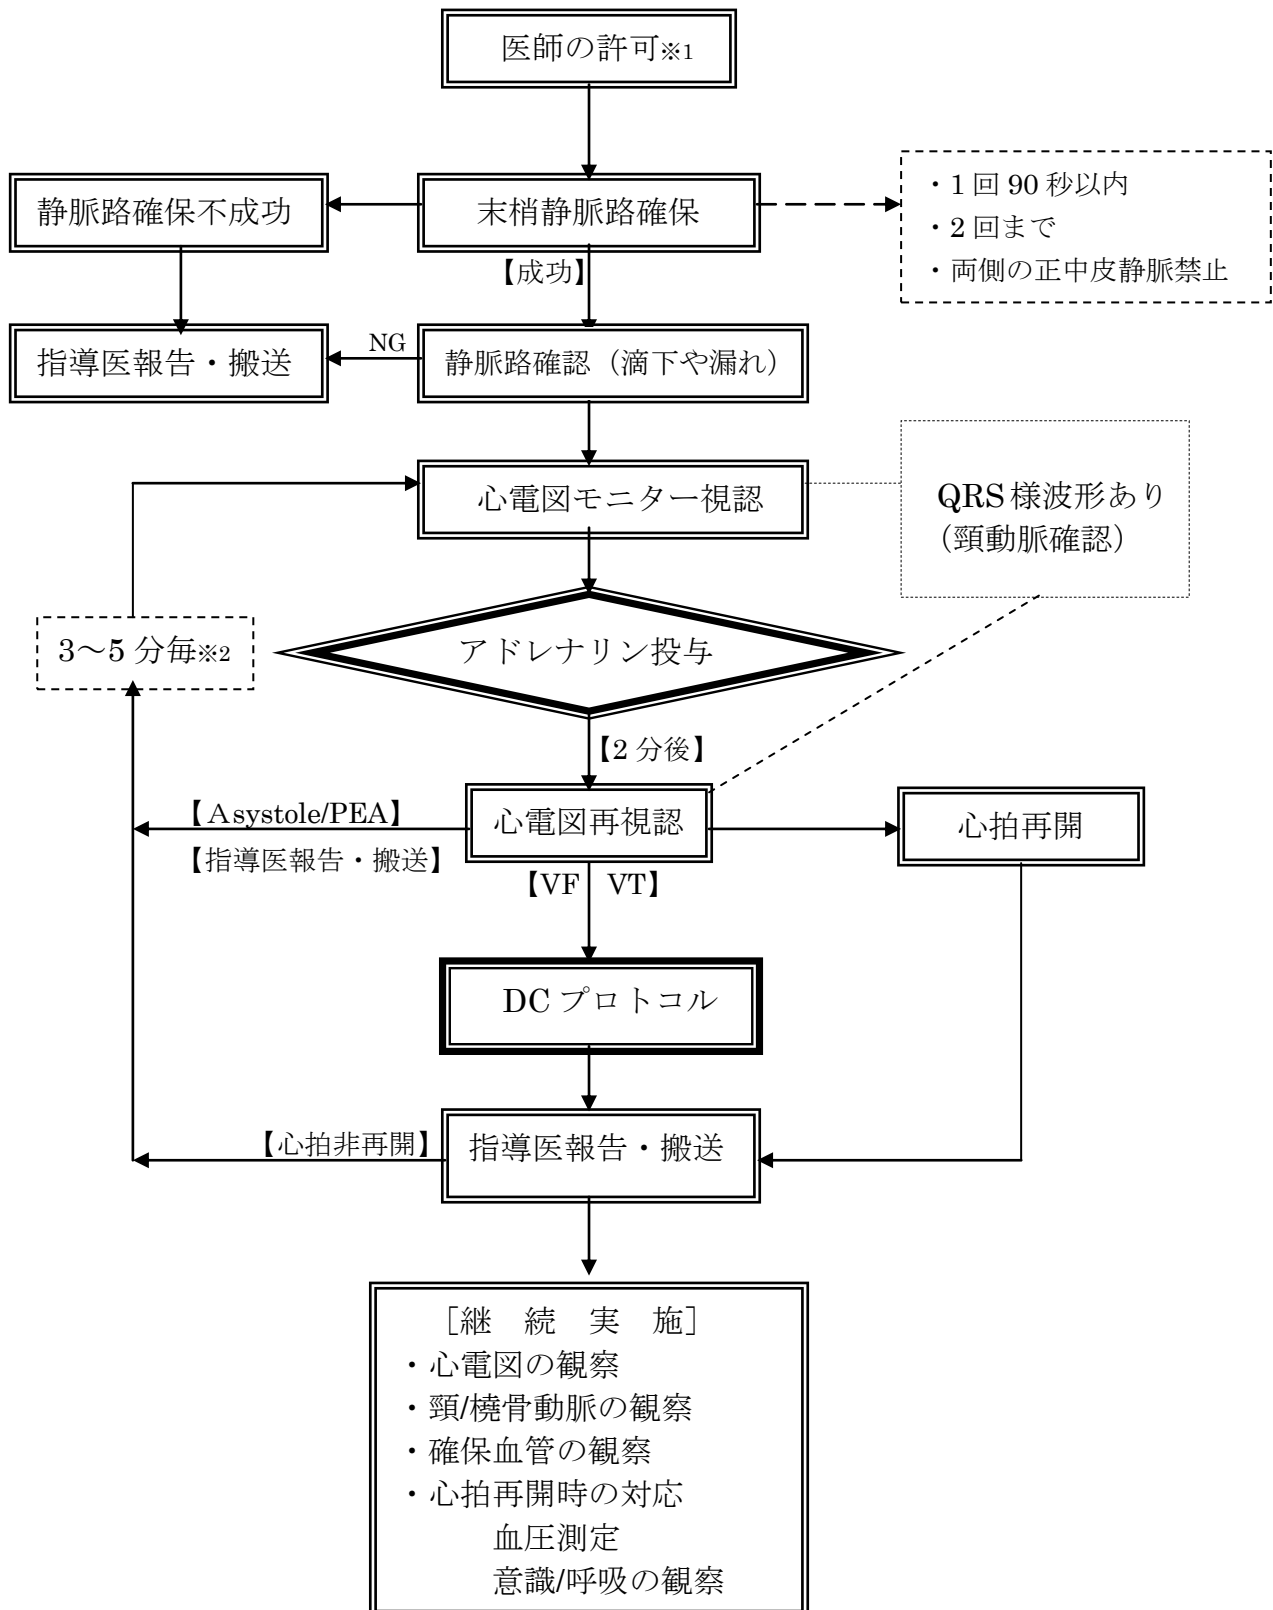 医師の許可※1
静脈路確保不成功
末梢静脈路確保
・1回90秒以内
・2回まで
・両側の正中皮静脈禁止
【成功】
指導医報告・搬送
NG
静脈路確認（滴下や漏れ）
心電図モニター視認
QRS様波形あり
（頸動脈確認）
3～5分毎※2
アドレナリン投与
【2分後】
【Ａsystole/PEA】
心電図再視認
心拍再開
【指導医報告・搬送】
【VF　VT】
DCプロトコル
【心拍非再開】
指導医報告・搬送
［継　続　実　施］
・心電図の観察
・頸/橈骨動脈の観察
・確保血管の観察
・心拍再開時の対応
血圧測定
意識/呼吸の観察